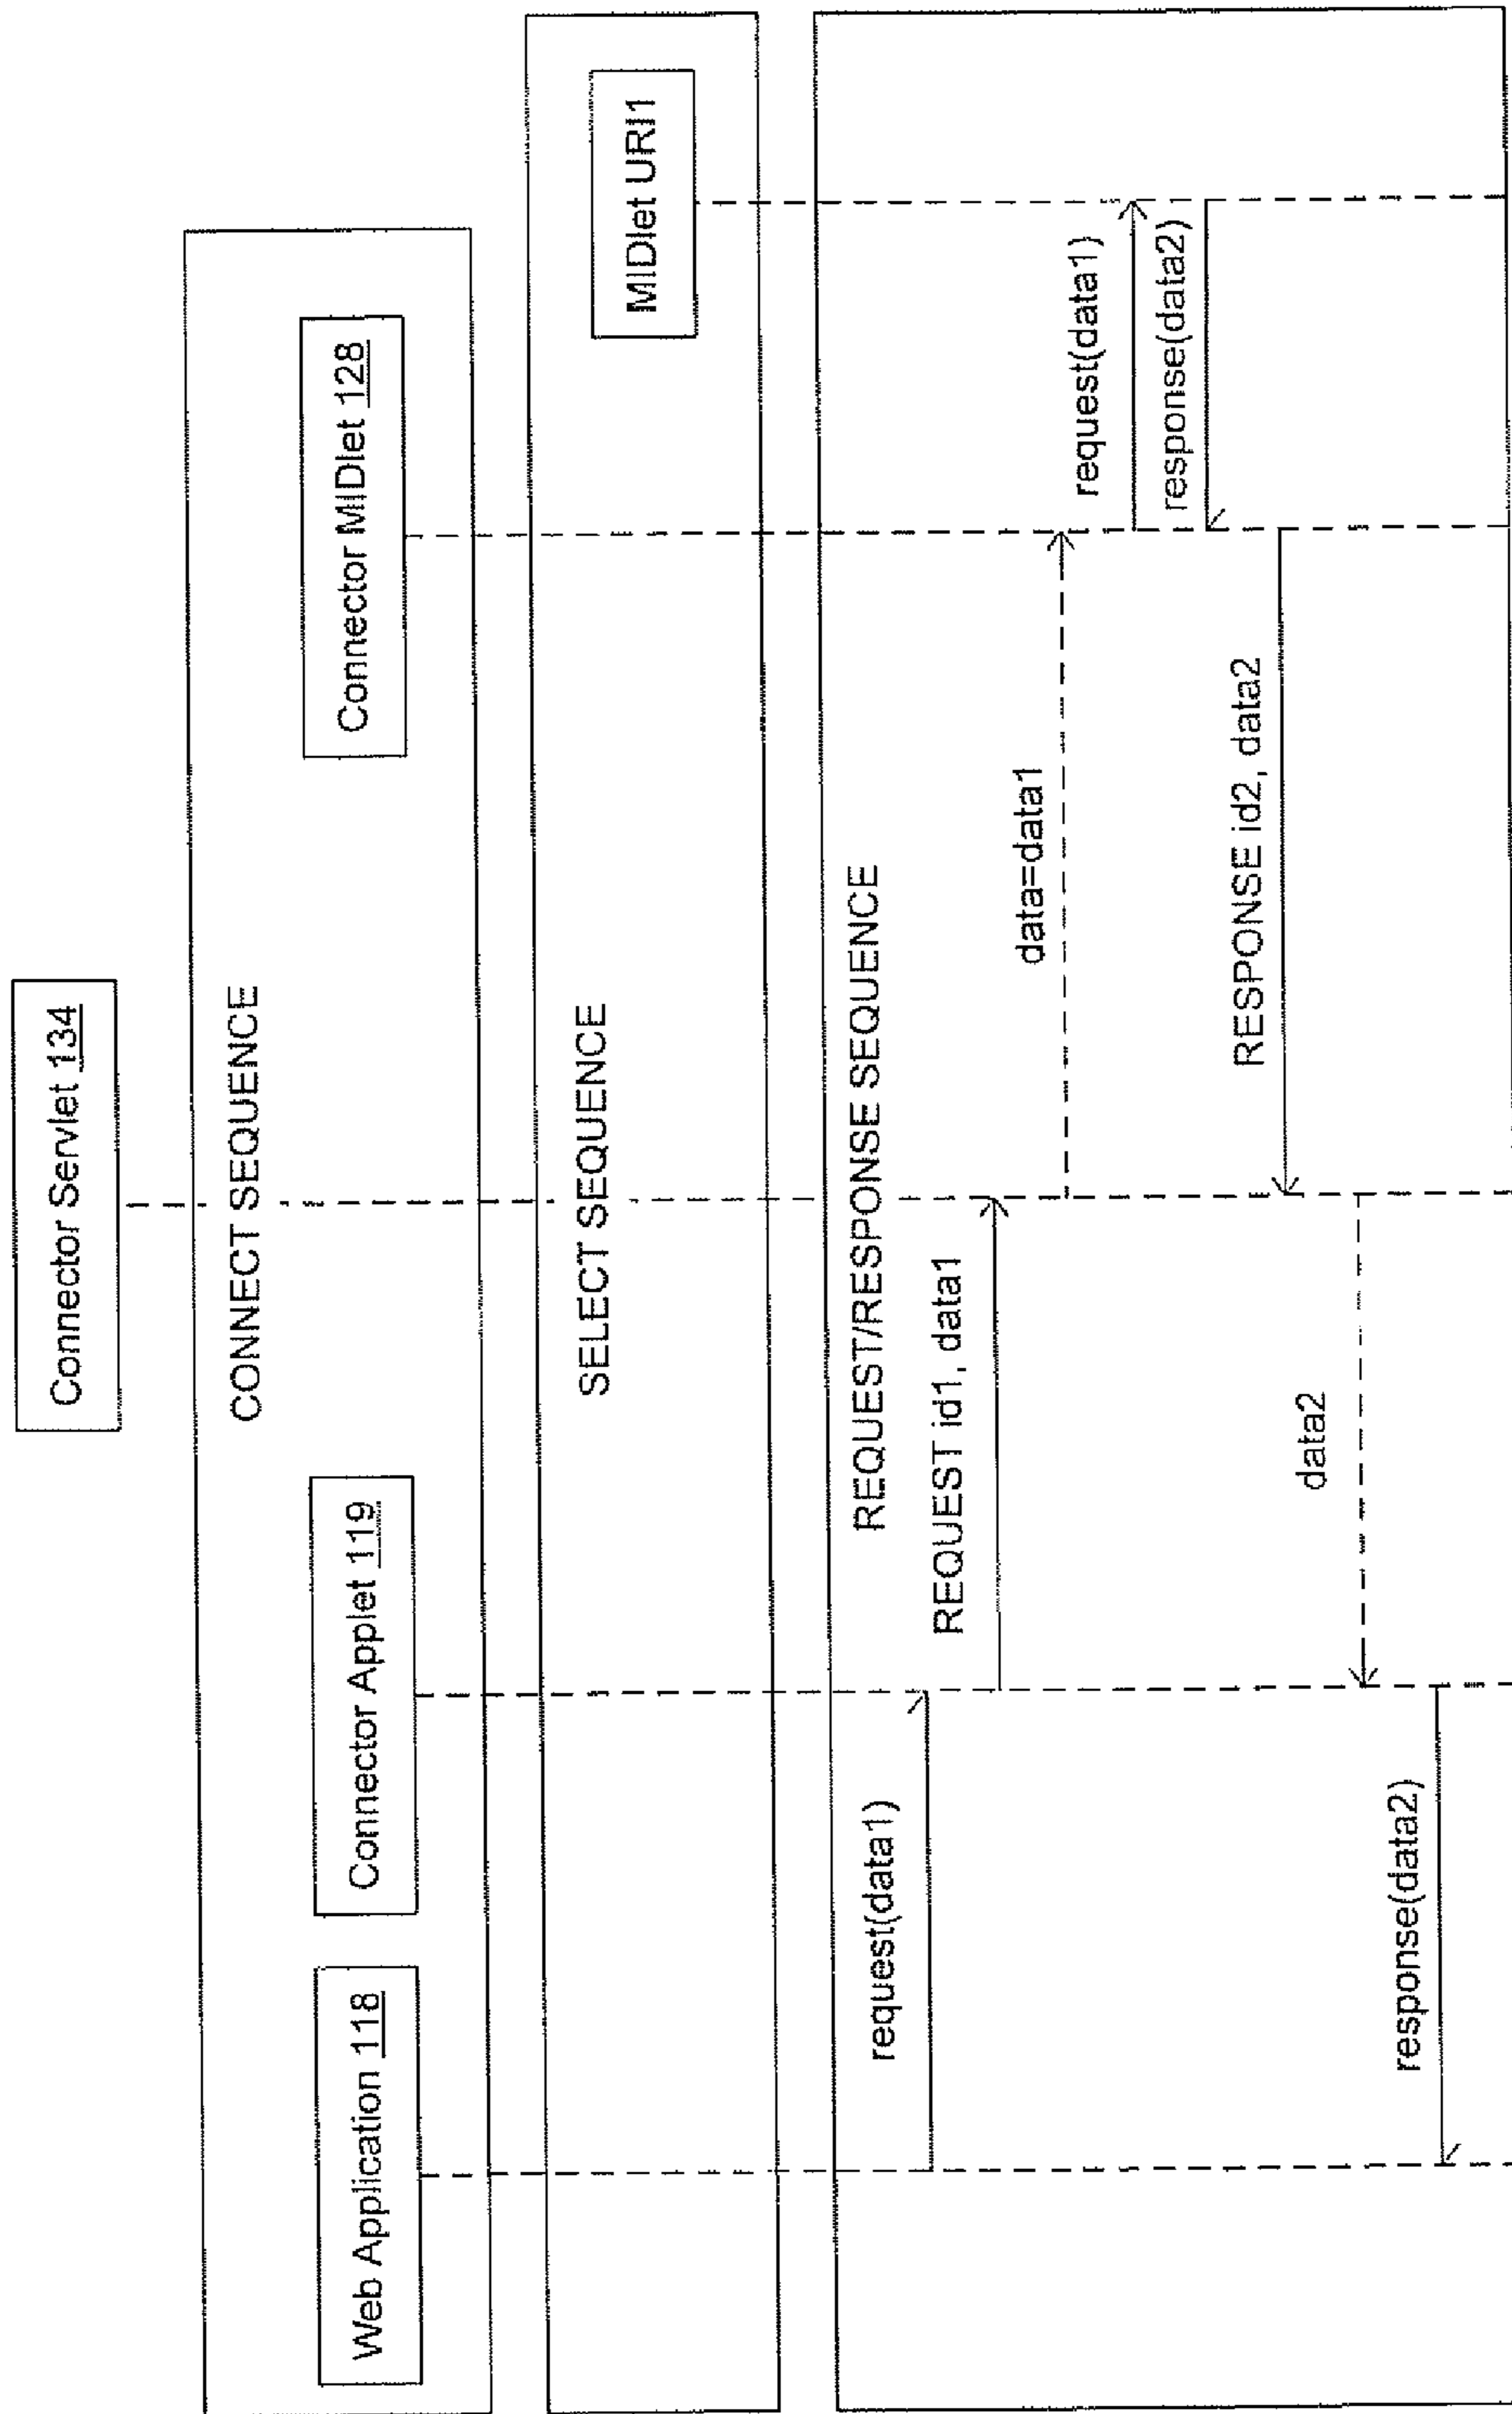 Connector Servlet 134
CONNECT SEQUENCE
Web Application 118
Connector Applet 119
Connector MIDlet 128
SELECT SEQUENCE
MIDlet URI1
REQUEST/RESPONSE SEQUENCE
request(data1)
REQUEST id1, data1
data=data1
request(data1)
response(data2)
RESPONSE id2, data2
data2
response(data2)